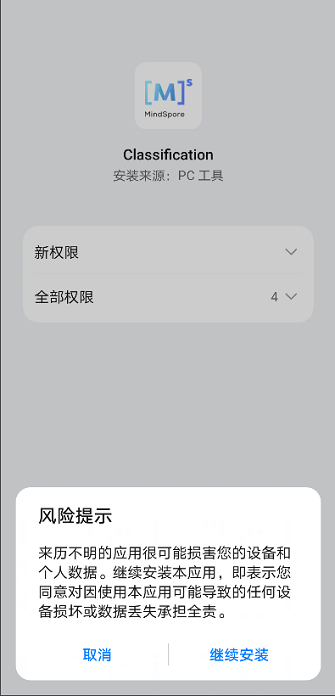 [M]s
MindSpore
Classification
安装来源：PC 工具
新权限
全部权限 4
风险提示
来历不明的应用很可能损害您的设备和
个人数据。继续安装本应用，即表示您
同意对因使用本应用可能导致的任何设
备损坏或数据丢失承担全责。
取消 继续安装